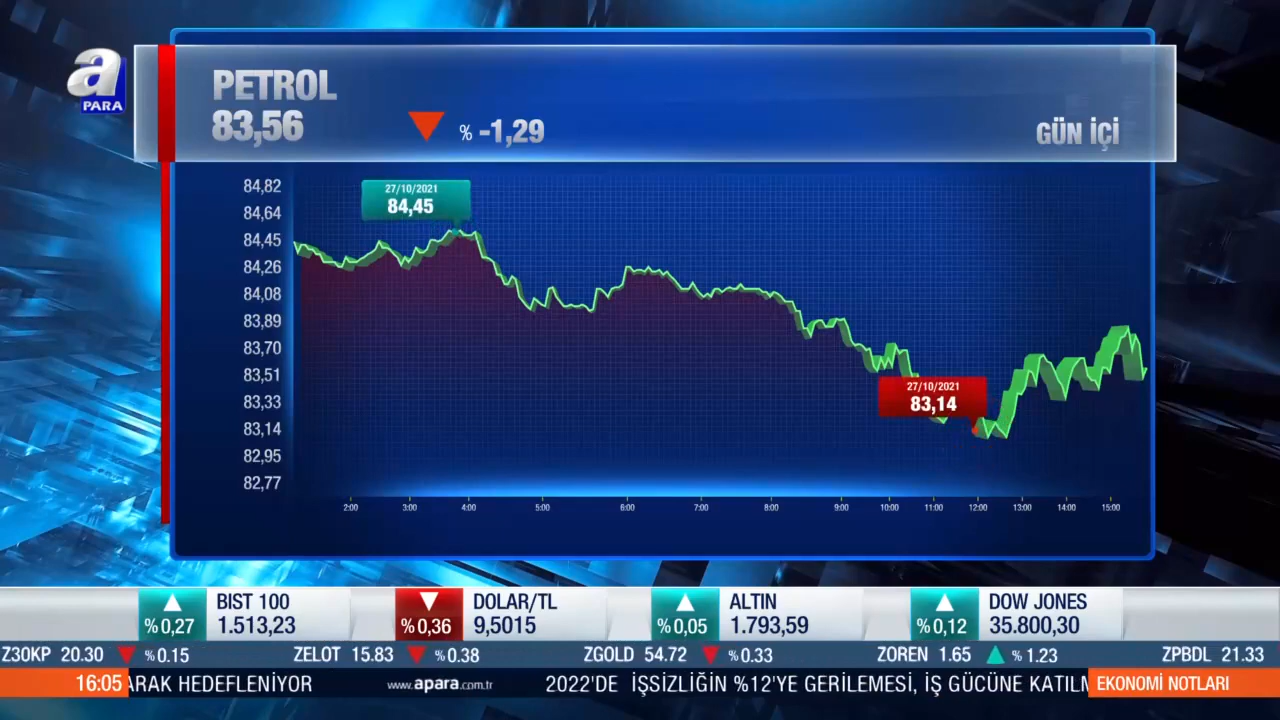 a
PARA
PETROL
83,56
% -1,29
GÜN İÇİ
84,82
84,64
84,45
84,26
84,08
83,89
83,70
83,51
83,33
83,14
82,95
82,77
27/10/2021
84,45
27/10/2021
83,14
2:00 3:00 4:00 5:00 6:00 7:00 8:00 9:00 10:00 11:00 12:00 13:00 14:00 15:00
%0,27 BIST 100 1.513,23
%0,36 DOLAR/TL 9,5015
%0,05 ALTIN 1.793,59
%0,12 DOW JONES 35.800,30
Z30KP 20.30 %0.15 ZELOT 15.83 %0.38 ZGOLD 54.72 %0.33 ZOREN 1.65 %1.23 ZPBDL 21.33
16:05 ARAK HEDEFLENİYOR www.apara.com.tr 2022'DE İŞSİZLİĞİN %12'YE GERİLEMESİ, İŞ GÜCÜNE KATILM EKONOMİ NOTLARI